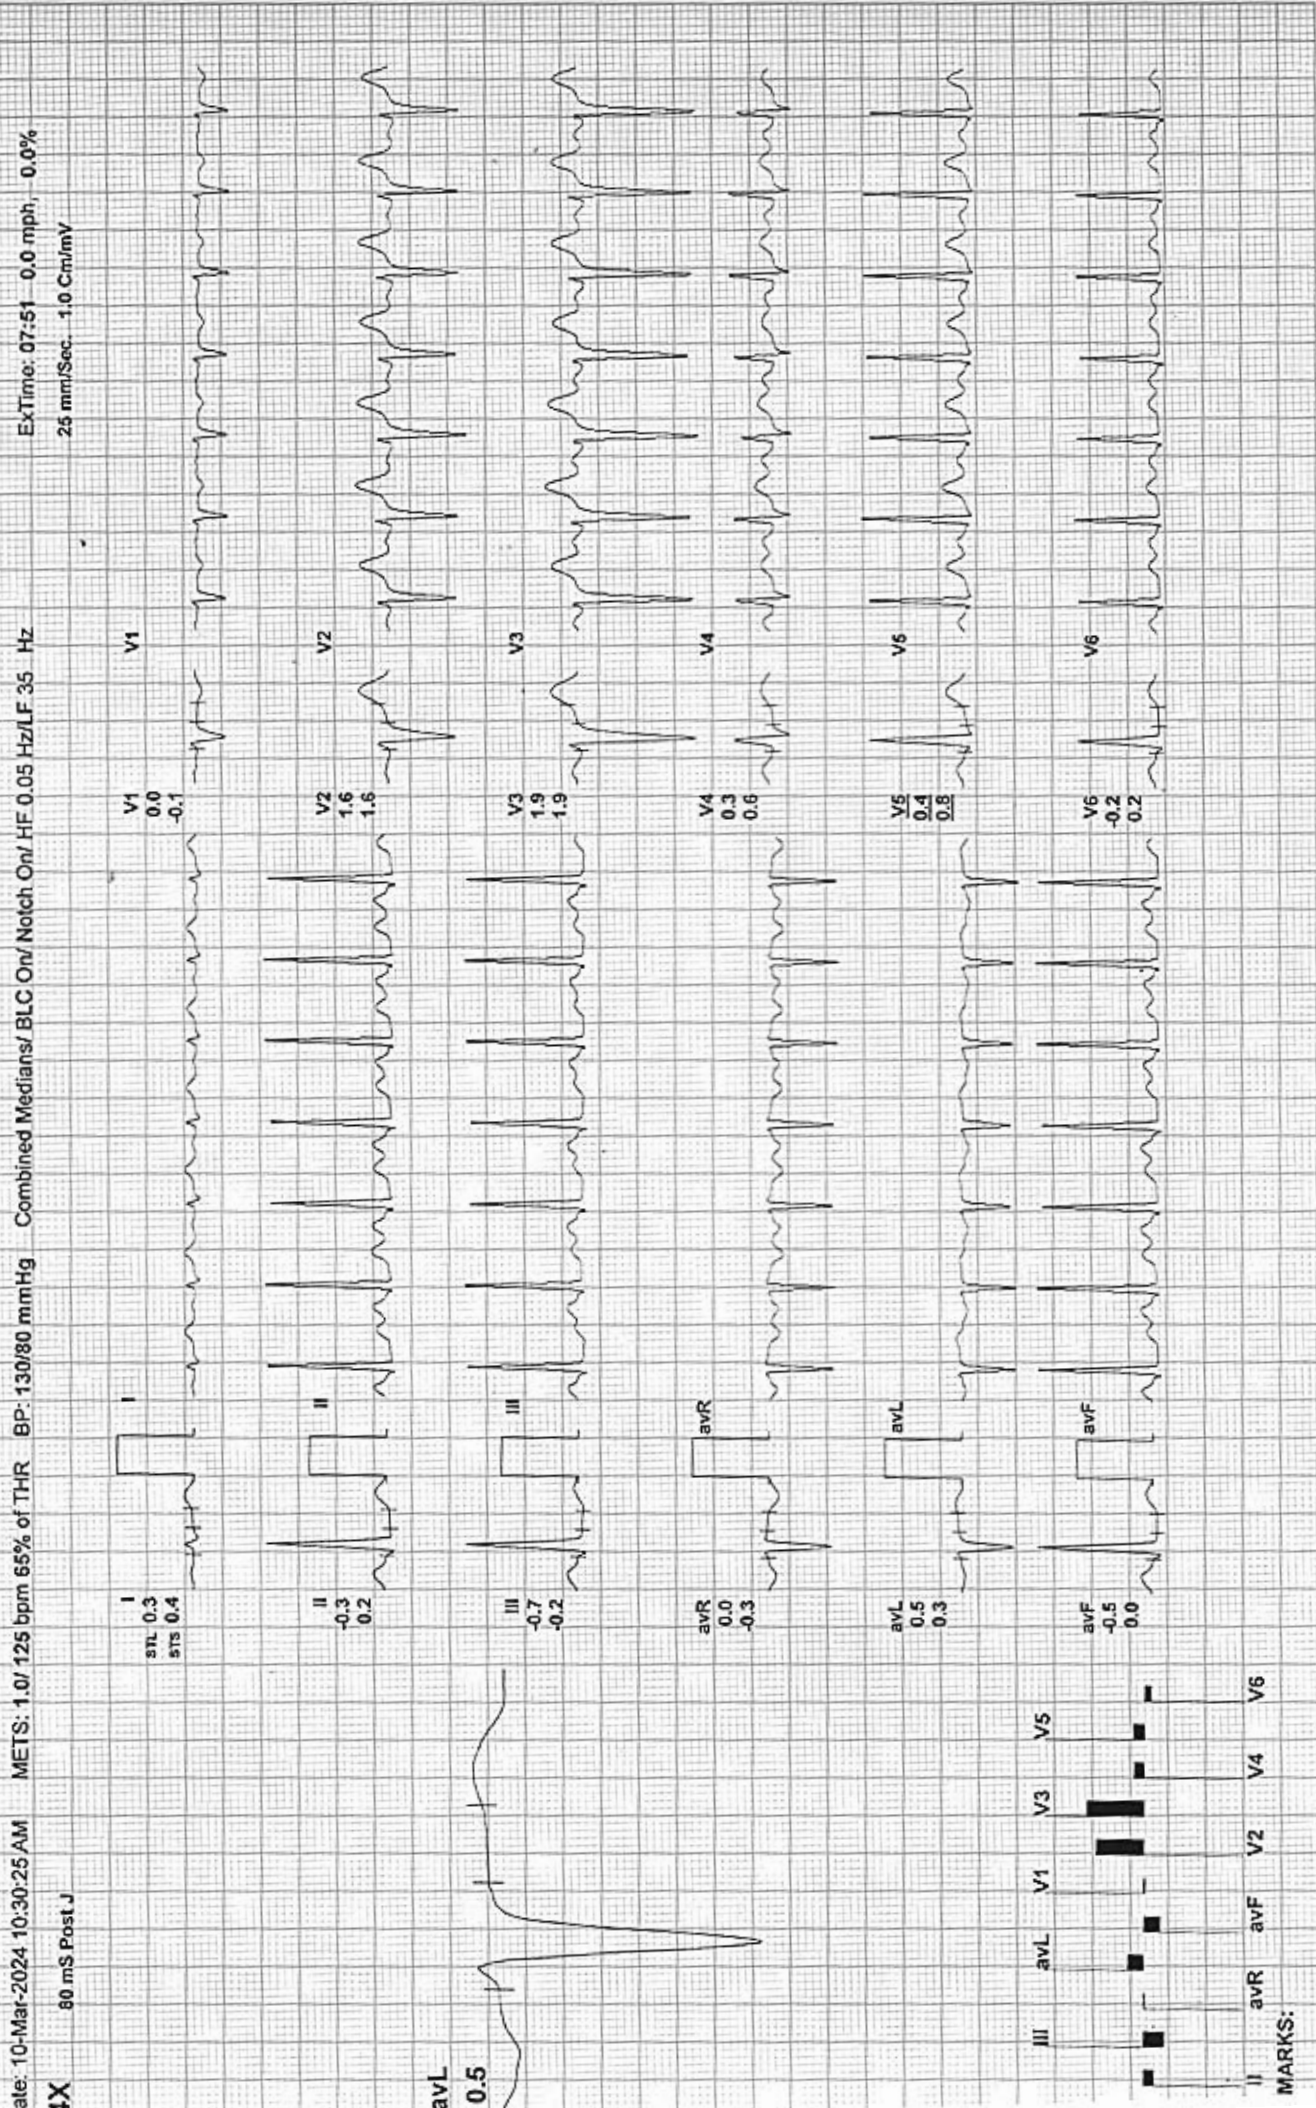 ate: 10-Mar-2024 10:30:25 AM METS: 1.0/ 125 bpm 65% of THR BP: 130/80 mmHg Combined Medians/ BLC On/ Notch On/ HF 0.05 Hz/LF 35 Hz ExTime: 07:51 0.0 mph, 0.0%
4X 80 mS Post J 25 mm/Sec. 1.0 Cm/mV
avL
0.5
I
STL 0.3
STS 0.4
I
V1
0.0
-0.1
V1
II
-0.3
0.2
II
V2
1.6
1.6
V2
III
-0.7
-0.2
III
V3
1.9
1.9
V3
avR
0.0
-0.3
avR
V4
0.3
0.6
V4
avL
0.5
0.3
avL
V5
0.4
0.8
V5
avF
-0.5
0.0
avF
V6
-0.2
0.2
V6
III avL V1 V3 V5
II avR avF V2 V4 V6
MARKS: